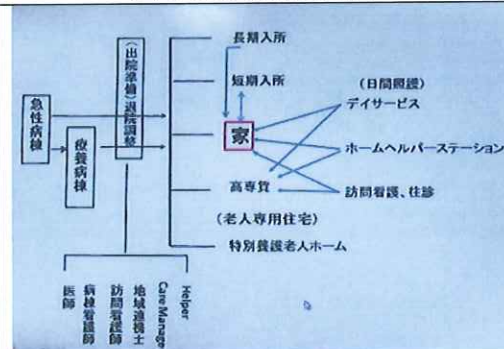 急性病棟
療養病棟
（出院準備）退院調整
長期入所
短期入所
家
高専賃
（老人専用住宅）
特別養護老人ホーム
（日間照護）
デイサービス
ホームヘルパーステーション
訪問看護、往診
医師
病棟看護師
訪問看護師
地域連携士
Care Manage
Helper